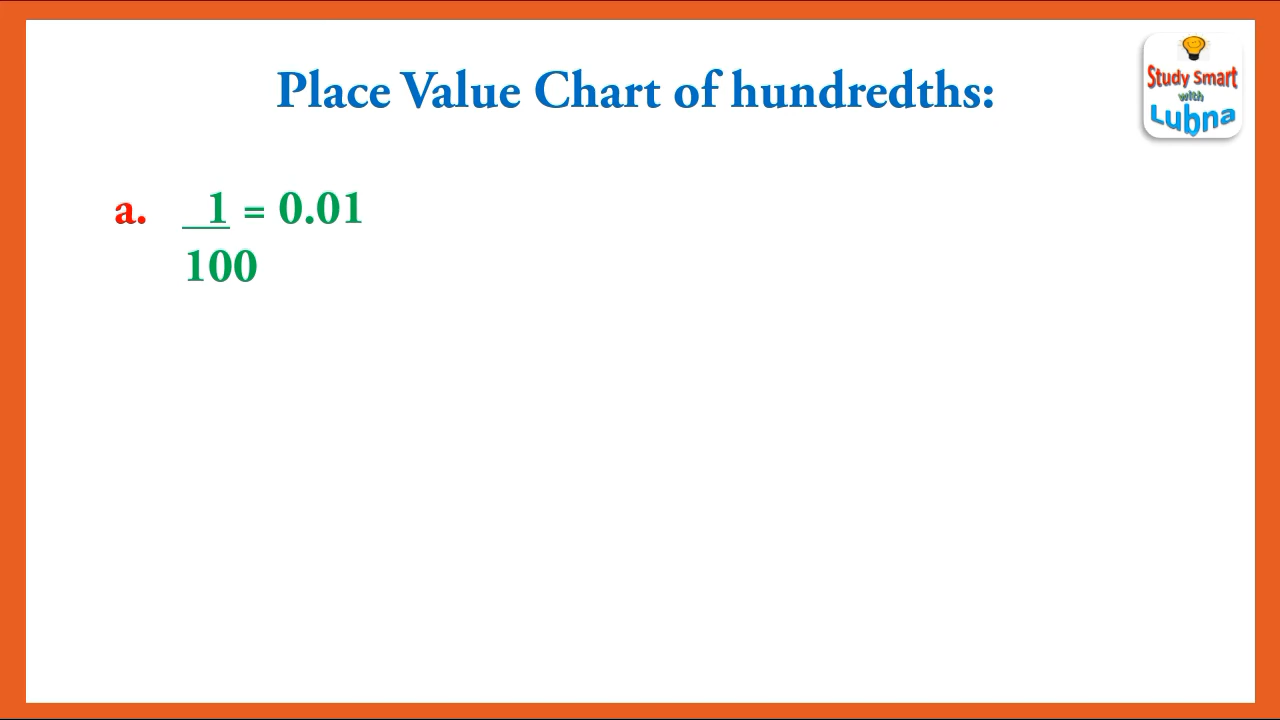 Place Value Chart of hundredths:
Study Smart
with
Lubna
a. 1 = 0.01
100